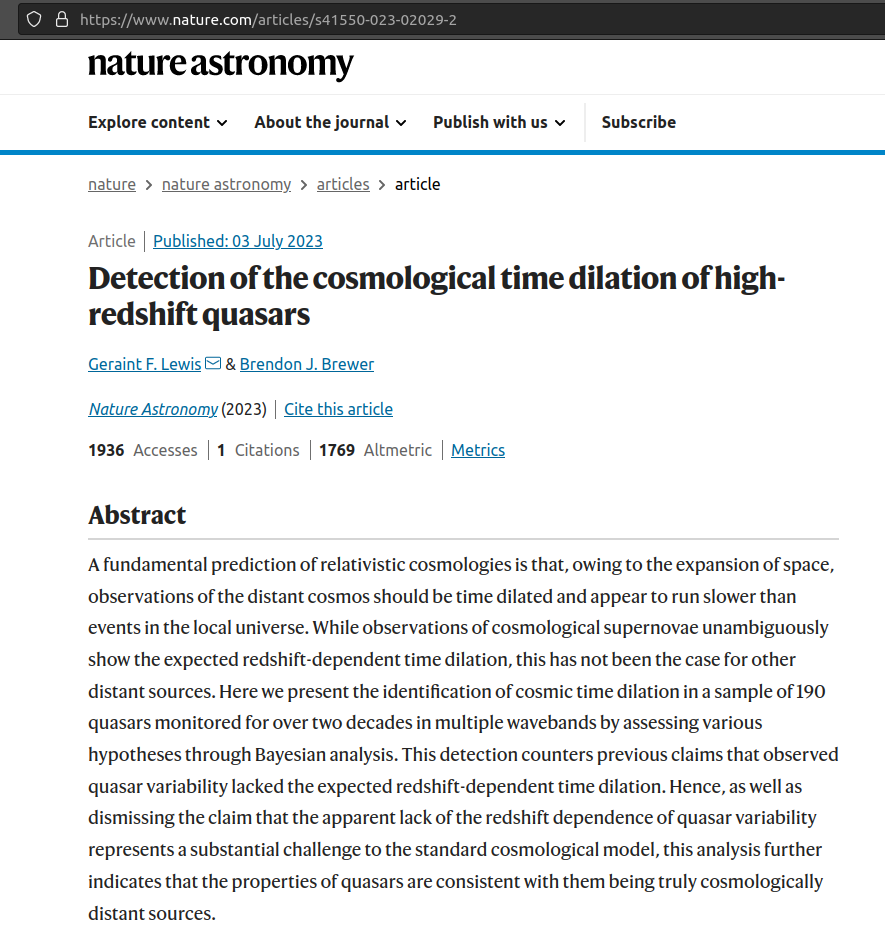 https://www.nature.com/articles/s41550-023-02029-2
nature astronomy
Explore content About the journal Publish with us Subscribe
nature > nature astronomy > articles > article
Article | Published: 03 July 2023
Detection of the cosmological time dilation of high-
redshift quasars
Geraint F. Lewis & Brendon J. Brewer
Nature Astronomy (2023) | Cite this article
1936 Accesses | 1 Citations | 1769 Altmetric | Metrics
Abstract
A fundamental prediction of relativistic cosmologies is that, owing to the expansion of space,
observations of the distant cosmos should be time dilated and appear to run slower than
events in the local universe. While observations of cosmological supernovae unambiguously
show the expected redshift-dependent time dilation, this has not been the case for other
distant sources. Here we present the identification of cosmic time dilation in a sample of 190
quasars monitored for over two decades in multiple wavebands by assessing various
hypotheses through Bayesian analysis. This detection counters previous claims that observed
quasar variability lacked the expected redshift-dependent time dilation. Hence, as well as
dismissing the claim that the apparent lack of the redshift dependence of quasar variability
represents a substantial challenge to the standard cosmological model, this analysis further
indicates that the properties of quasars are consistent with them being truly cosmologically
distant sources.